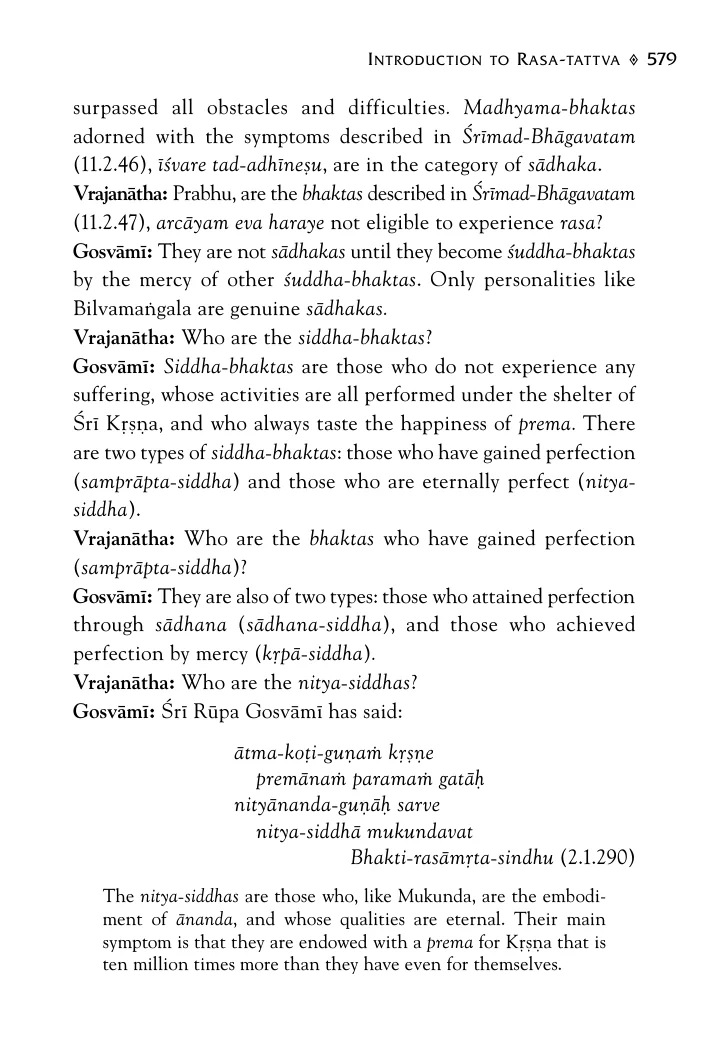 INTRODUCTION TO RASA-TATTVA ◊ 579
surpassed all obstacles and difficulties. Madhyama-bhaktas
adorned with the symptoms described in Śrīmad-Bhāgavatam
(11.2.46), īśvare tad-adhīneṣu, are in the category of sādhaka.
Vrajanātha: Prabhu, are the bhaktas described in Śrīmad-Bhāgavatam
(11.2.47), arcāyam eva haraye not eligible to experience rasa?
Gosvāmī: They are not sādhakas until they become śuddha-bhaktas
by the mercy of other śuddha-bhaktas. Only personalities like
Bilvamaṅgala are genuine sādhakas.
Vrajanātha: Who are the siddha-bhaktas?
Gosvāmī: Siddha-bhaktas are those who do not experience any
suffering, whose activities are all performed under the shelter of
Śrī Kṛṣṇa, and who always taste the happiness of prema. There
are two types of siddha-bhaktas: those who have gained perfection
(samprāpta-siddha) and those who are eternally perfect (nitya-
siddha).
Vrajanātha: Who are the bhaktas who have gained perfection
(samprāpta-siddha)?
Gosvāmī: They are also of two types: those who attained perfection
through sādhana (sādhana-siddha), and those who achieved
perfection by mercy (kṛpā-siddha).
Vrajanātha: Who are the nitya-siddhas?
Gosvāmī: Śrī Rūpa Gosvāmī has said:
ātma-koṭi-guṇaṁ kṛṣṇe
premānaṁ paramaṁ gatāḥ
nityānanda-guṇāḥ sarve
nitya-siddhā mukundavat
Bhakti-rasāmṛta-sindhu (2.1.290)
The nitya-siddhas are those who, like Mukunda, are the embodi-
ment of ānanda, and whose qualities are eternal. Their main
symptom is that they are endowed with a prema for Kṛṣṇa that is
ten million times more than they have even for themselves.